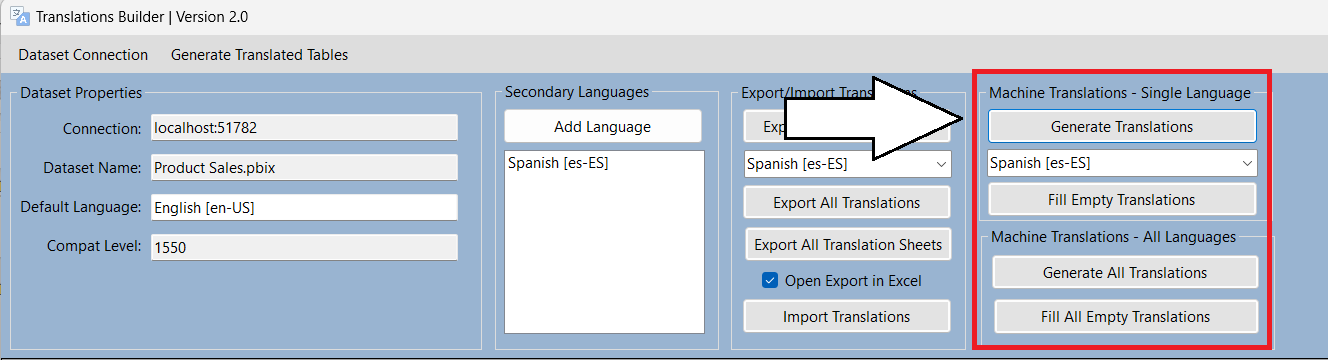 Translations Builder | Version 2.0
Dataset Connection
Generate Translated Tables
Dataset Properties
Connection:
localhost:51782
Dataset Name:
Product Sales.pbix
Default Language:
English [en-US]
Compat Level:
1550
Secondary Languages
Add Language
Spanish [es-ES]
Export/Import
Spanish [es-ES]
Export All Translations
Export All Translation Sheets
Open Export in Excel
Import Translations
Machine Translations - Single Language
Generate Translations
Spanish [es-ES]
Fill Empty Translations
Machine Translations - All Languages
Generate All Translations
Fill All Empty Translations